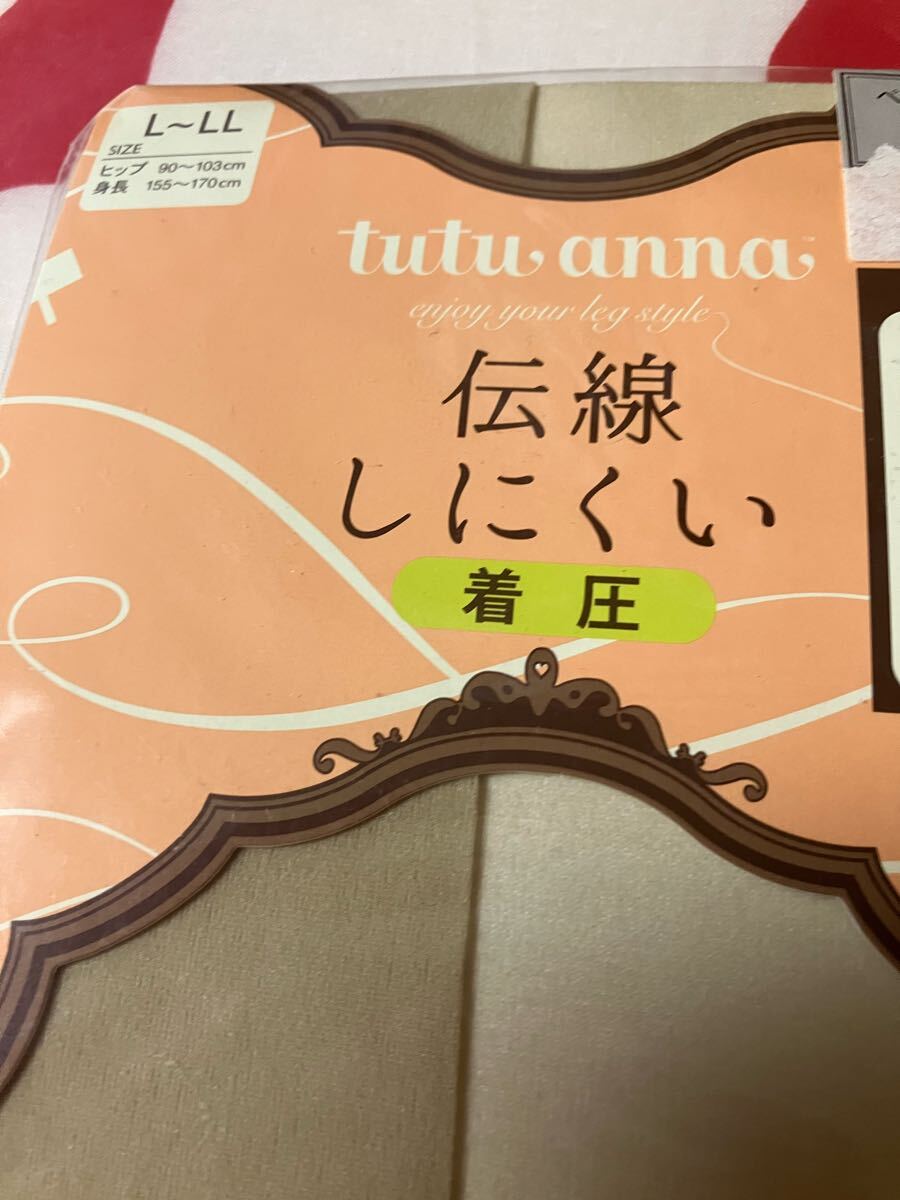 L～LL
SIZE
ヒップ 90～103cm
身長 155～170cm
tutu anna™
enjoy your leg style
伝線
しにくい
着圧